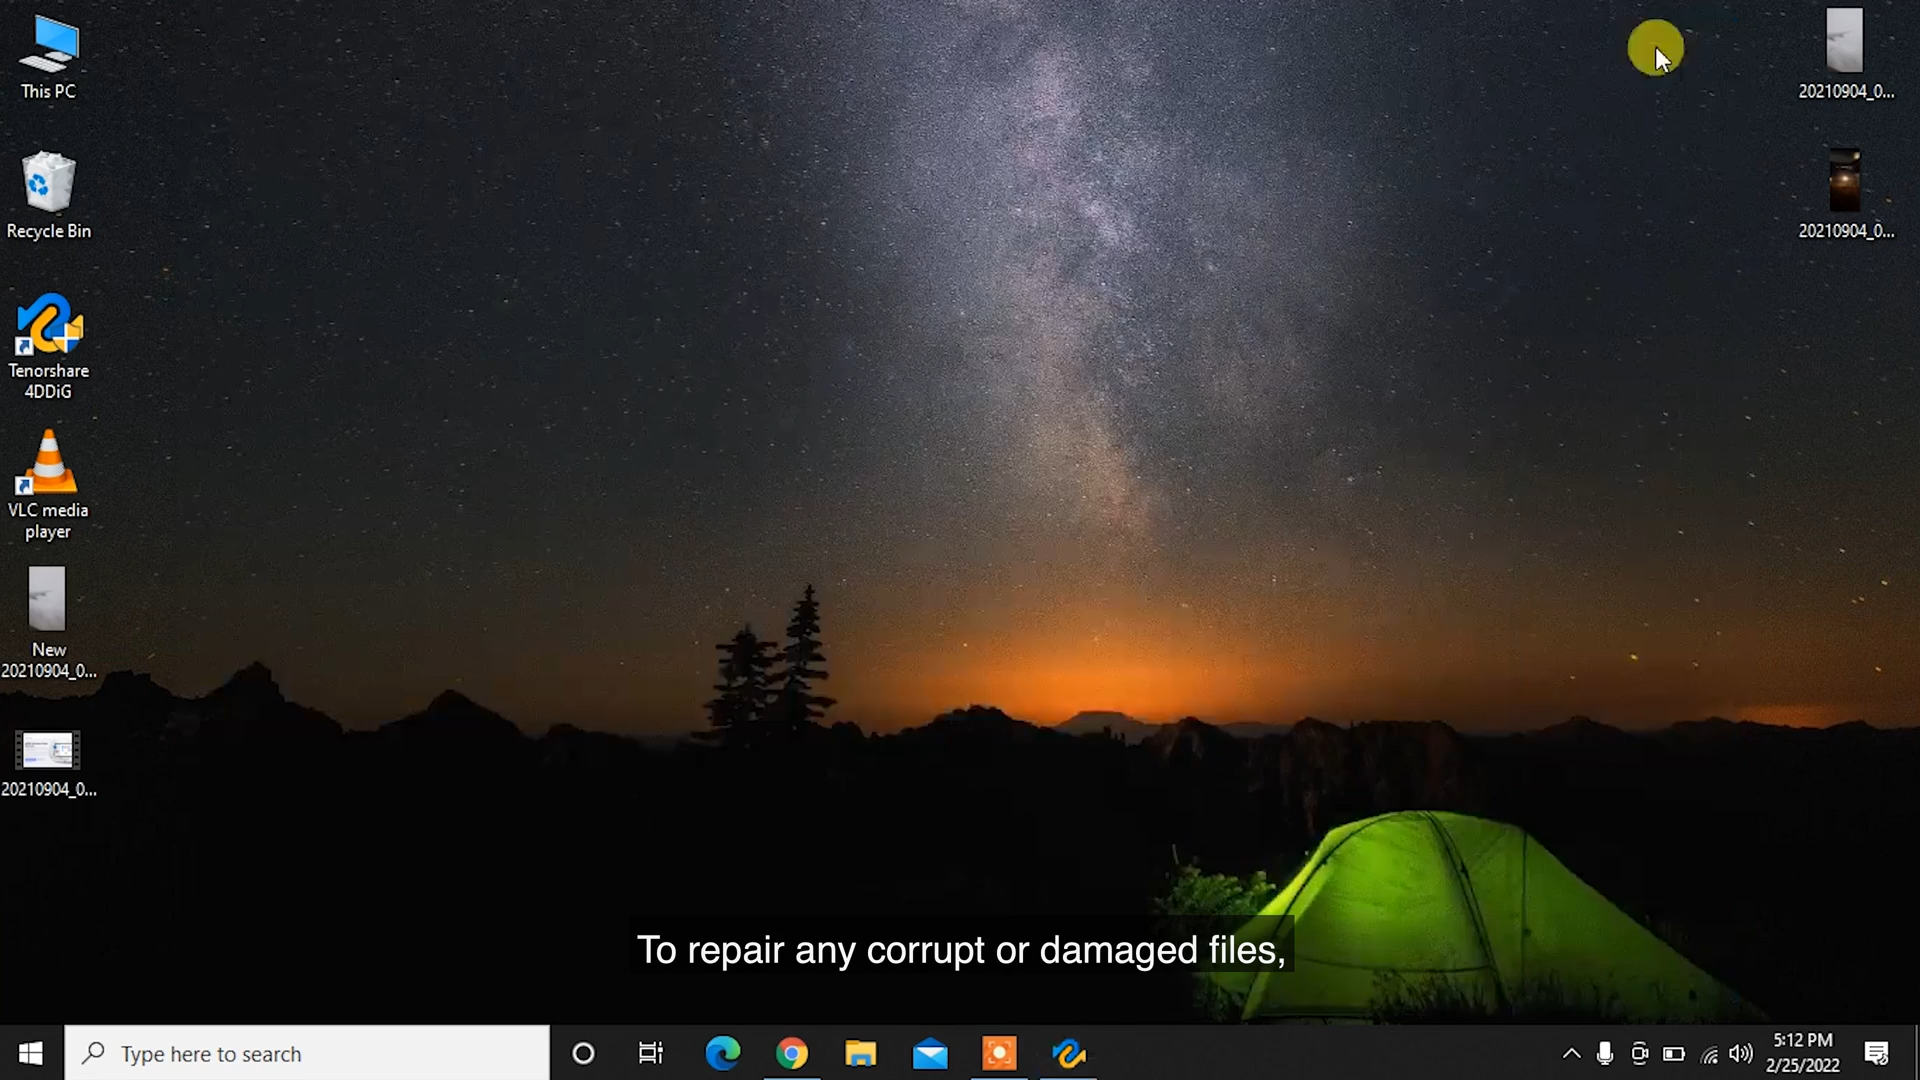 This PC
Recycle Bin
Tenorshare
4DDiG
VLC media
player
New
20210904_0...
20210904_0...
20210904_0...
20210904_0...
To repair any corrupt or damaged files,
Type here to search
5:12 PM
2/25/2022